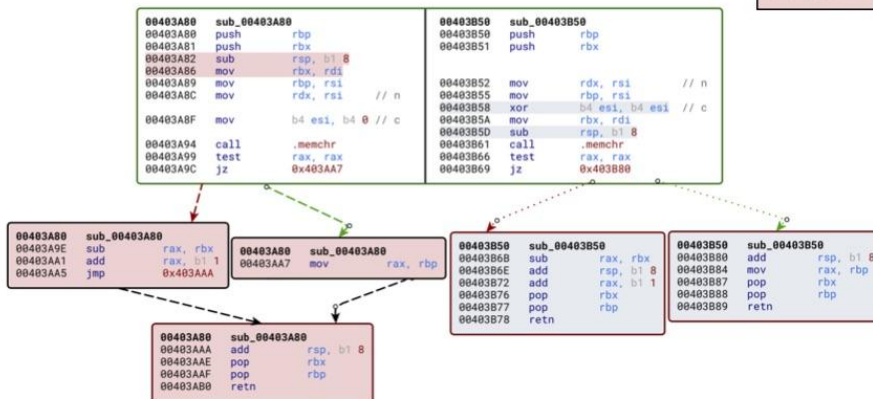 00403A80 sub_00403A80
00403A80 push rbp
00403A81 push rbx
00403A82 sub rsp, b1 8
00403A86 mov rbx, rdi
00403A89 mov rbp, rsi
00403A8C mov rdx, rsi // n
00403A8F mov b4 esi, b4 0 // c
00403A94 call .memchr
00403A99 test rax, rax
00403A9C jz 0x403AA7
00403B50 sub_00403B50
00403B50 push rbp
00403B51 push rbx
00403B52 mov rdx, rsi // n
00403B55 mov rbp, rsi
00403B58 xor b4 esi, b4 esi // c
00403B5A mov rbx, rdi
00403B5D sub rsp, b1 8
00403B61 call .memchr
00403B66 test rax, rax
00403B69 jz 0x403B80
00403A80 sub_00403A80
00403A9E sub rax, rbx
00403AA1 add rax, b1 1
00403AA5 jmp 0x403AAA
00403A80 sub_00403A80
00403AA7 mov rax, rbp
00403B50 sub_00403B50
00403B6B sub rax, rbx
00403B6E add rsp, b1 8
00403B72 add rax, b1 1
00403B76 pop rbx
00403B77 pop rbp
00403B78 retn
00403B50 sub_00403B50
00403B80 add rsp, b1 8
00403B84 mov rax, rbp
00403B87 pop rbx
00403B88 pop rbp
00403B89 retn
00403A80 sub_00403A80
00403AAA add rsp, b1 8
00403AAE pop rbx
00403AAF pop rbp
00403AB0 retn